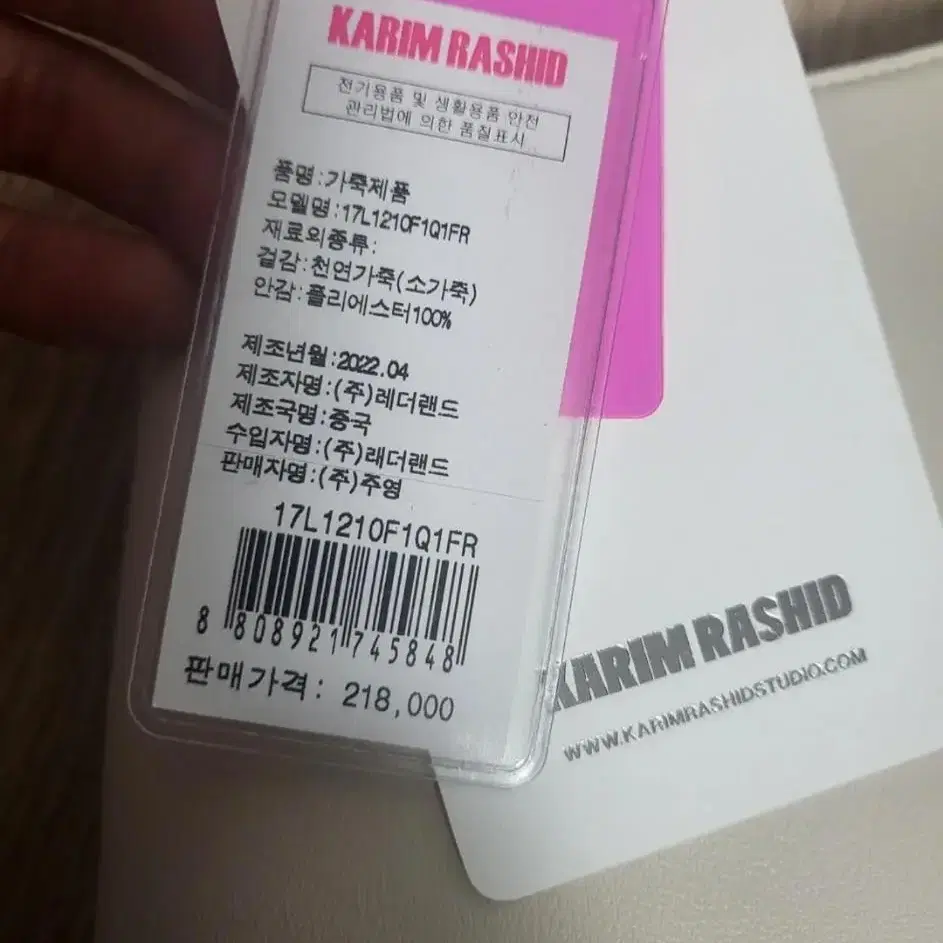 KARIM RASHID
전기용품 및 생활용품 안전
관리법에 의한 품질표시
품명:가죽제품
모델명:17L1210F1Q1FR
재료의종류:
겉감:천연가죽(소가죽)
안감:폴리에스터100%
제조년월:2022.04
제조자명:(주)레더랜드
제조국명:중국
수입자명:(주)래더랜드
판매자명:(주)주영
17L1210F1Q1FR
8 808921 745848
판매가격: 218,000
KARIM RASHID
WWW.KARIMRASHIDSTUDIO.COM